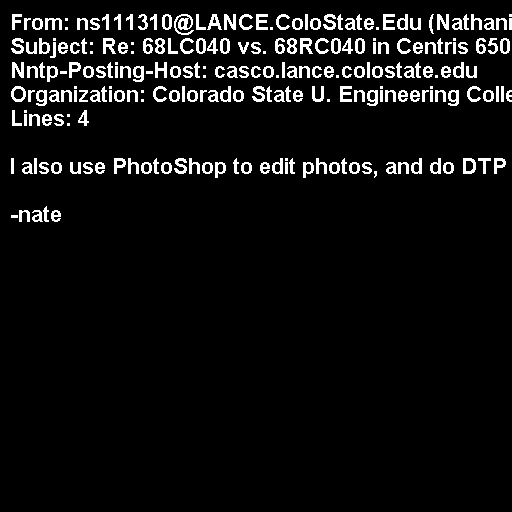 From: ns111310@LANCE.ColoState.Edu (Nathani
Subject: Re: 68LC040 vs. 68RC040 in Centris 650
Nntp-Posting-Host: casco.lance.colostate.edu
Organization: Colorado State U. Engineering Colle
Lines: 4

I also use PhotoShop to edit photos, and do DTP

-nate